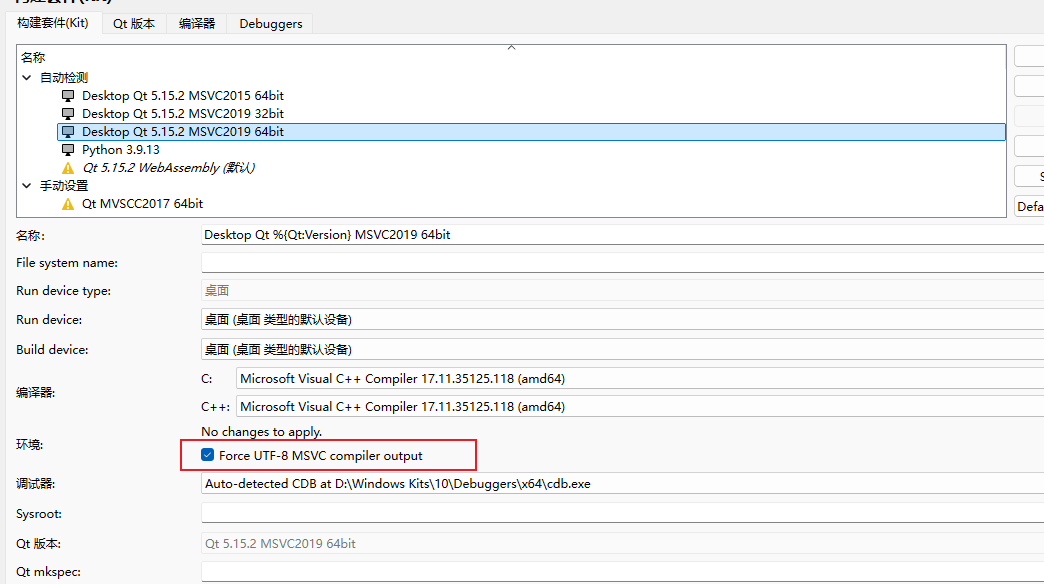 构建套件(Kit)
构建套件(Kit) Qt 版本 编译器 Debuggers
名称
自动检测
Desktop Qt 5.15.2 MSVC2015 64bit
Desktop Qt 5.15.2 MSVC2019 32bit
Desktop Qt 5.15.2 MSVC2019 64bit
Python 3.9.13
Qt 5.15.2 WebAssembly (默认)
手动设置
Qt MVSCC2017 64bit
S
Defa
名称: Desktop Qt %{Qt:Version} MSVC2019 64bit
File system name:
Run device type: 桌面
Run device: 桌面 (桌面 类型的默认设备)
Build device: 桌面 (桌面 类型的默认设备)
编译器:
C: Microsoft Visual C++ Compiler 17.11.35125.118 (amd64)
C++: Microsoft Visual C++ Compiler 17.11.35125.118 (amd64)
环境:
No changes to apply.
Force UTF-8 MSVC compiler output
调试器: Auto-detected CDB at D:\Windows Kits\10\Debuggers\x64\cdb.exe
Sysroot:
Qt 版本: Qt 5.15.2 MSVC2019 64bit
Qt mkspec: